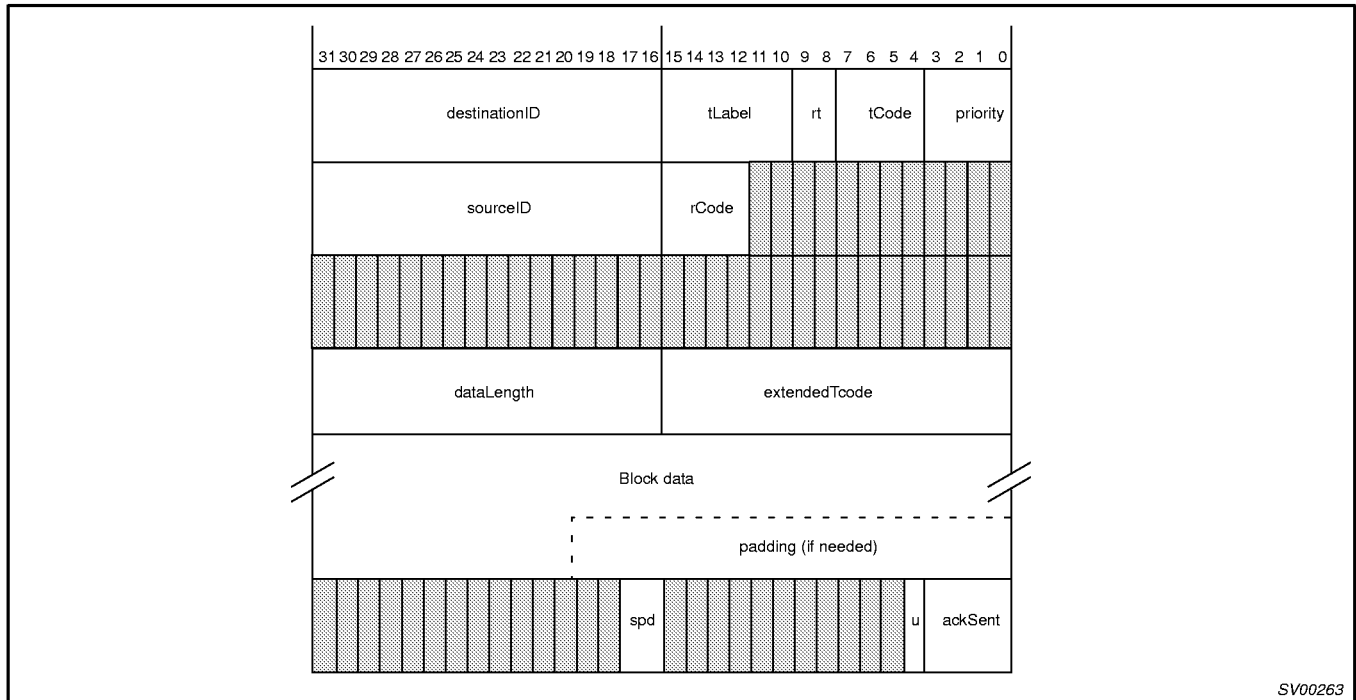 31 30 29 28 27 26 25 24 23 22 21 20 19 18 17 16 15 14 13 12 11 10 9 8 7 6 5 4 3 2 1 0
destinationID tLabel rt tCode priority
sourceID rCode
dataLength extendedTcode
Block data
padding (if needed)
spd u ackSent
SV00263